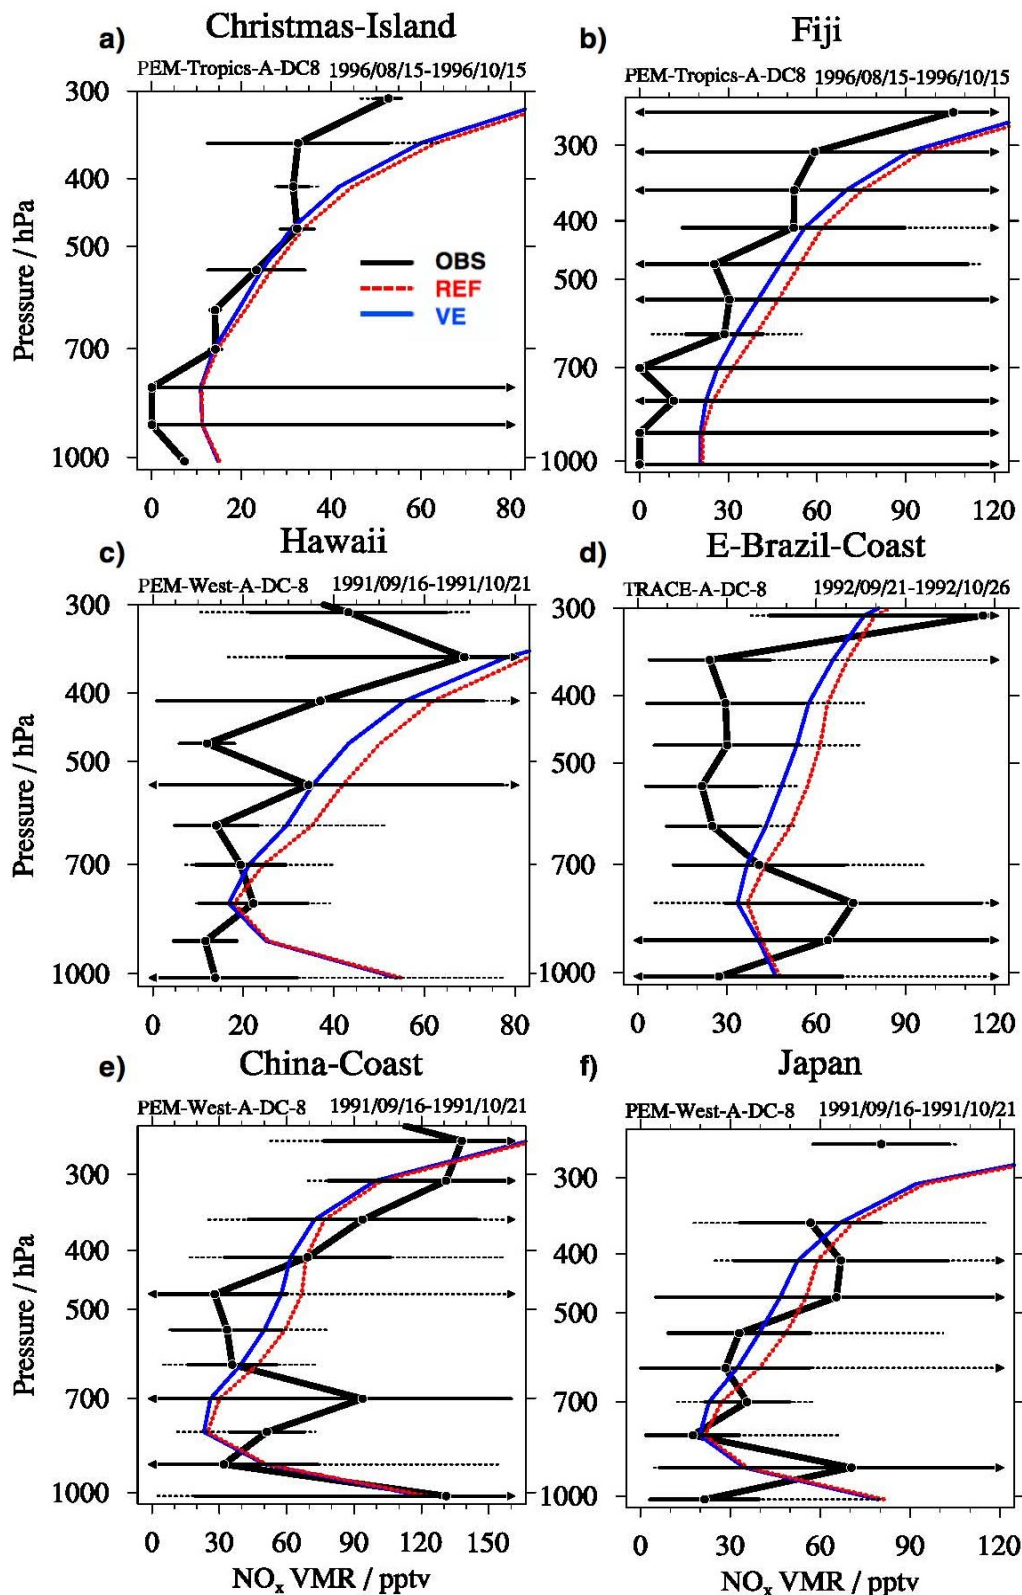 a) Christmas-Island
PEM-Tropics-A-DC8 1996/08/15-1996/10/15
300
400
500
700
1000
Pressure / hPa
OBS
REF
VE
0 20 40 60 80
b) Fiji
PEM-Tropics-A-DC8 1996/08/15-1996/10/15
300
400
500
700
1000
0 30 60 90 120
c) Hawaii
PEM-West-A-DC-8 1991/09/16-1991/10/21
300
400
500
700
1000
Pressure / hPa
0 20 40 60 80
d) E-Brazil-Coast
TRACE-A-DC-8 1992/09/21-1992/10/26
300
400
500
700
1000
0 30 60 90 120
e) China-Coast
PEM-West-A-DC-8 1991/09/16-1991/10/21
300
400
500
700
1000
Pressure / hPa
0 30 60 90 120 150
NOx VMR / pptv
f) Japan
PEM-West-A-DC-8 1991/09/16-1991/10/21
300
400
500
700
1000
0 30 60 90 120
NOx VMR / pptv